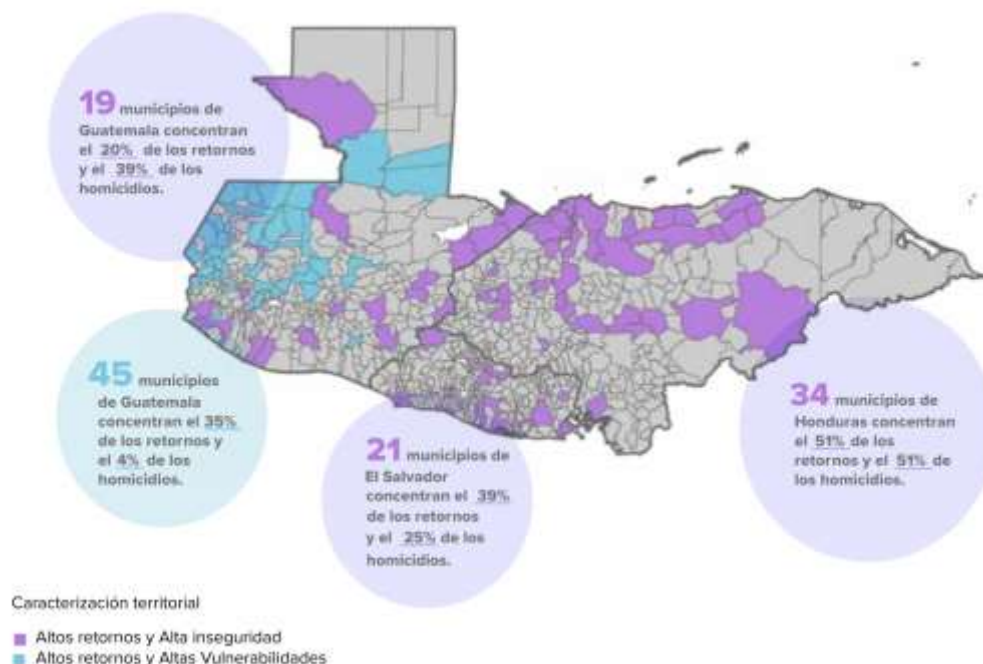 19 municipios de
Guatemala concentran
el 20% de los retornos
y el 39% de los
homicidios.
45 municipios
de Guatemala
concentran el 35%
de los retornos y
el 4% de los
homicidios.
21 municipios de
El Salvador
concentran el 39%
de los retornos
y el 25% de los
homicidios.
34 municipios de
Honduras concentran
el 51% de los
retornos y el 51% de
los homicidios.
Caracterización territorial
Altos retornos y Alta inseguridad
Altos retornos y Altas Vulnerabilidades